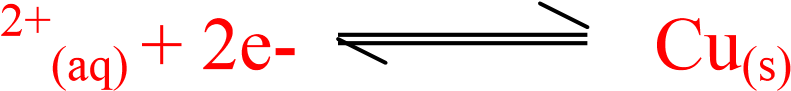 ²⁺(aq) + 2e- ⇌ Cu(s)